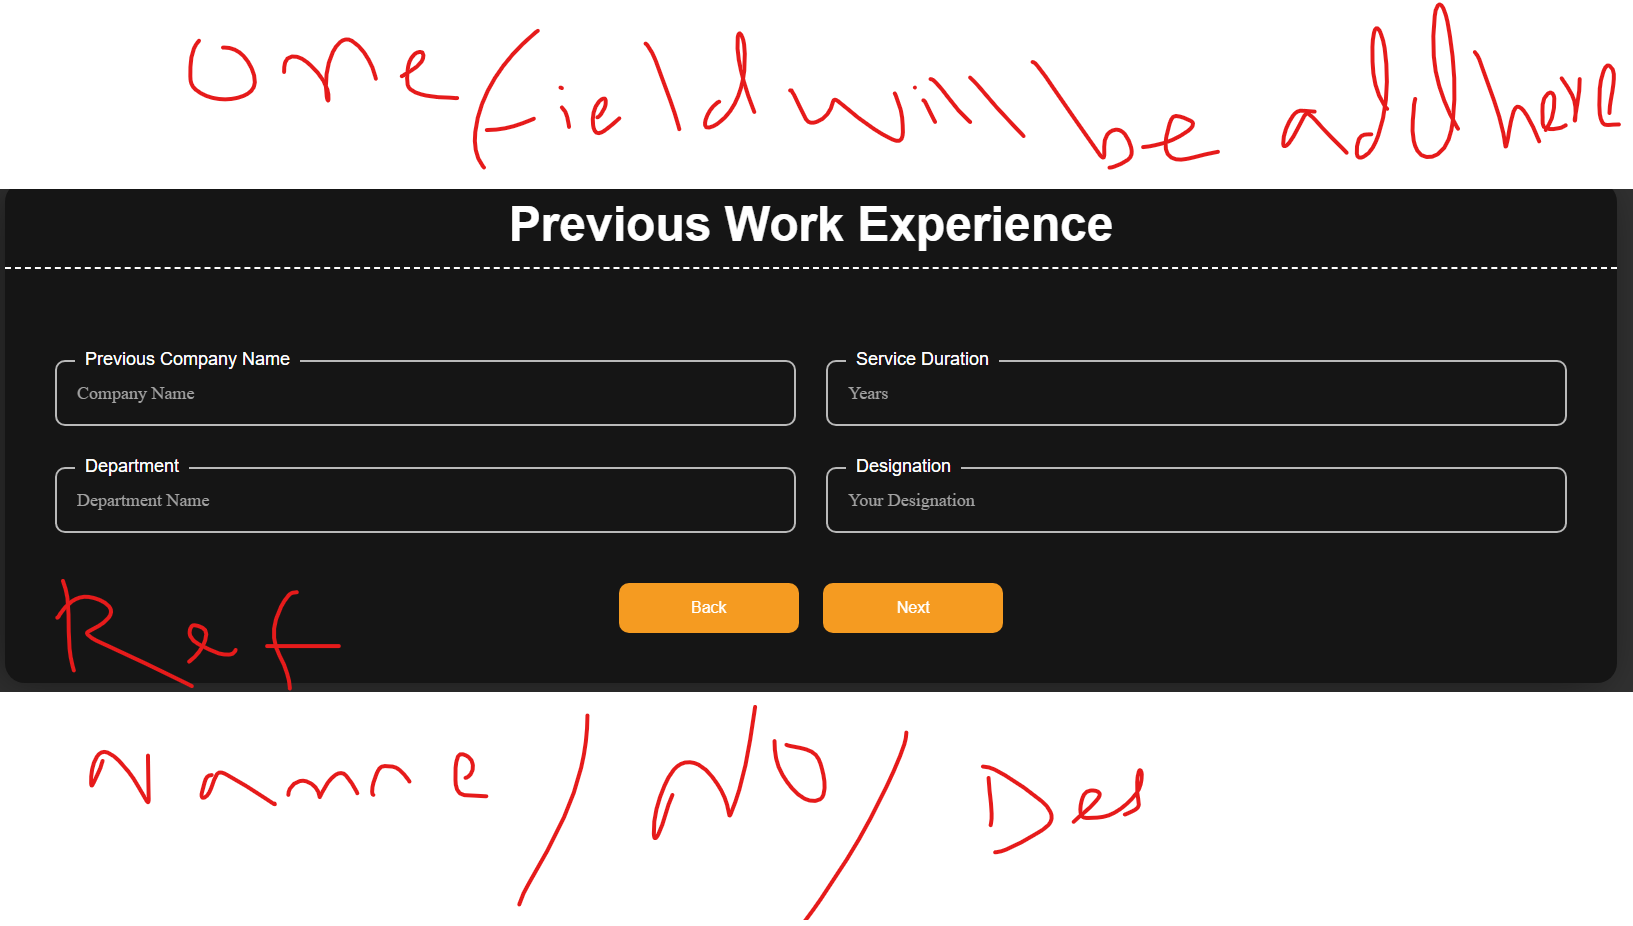 one field will be add here
Previous Work Experience
Previous Company Name
Company Name
Service Duration
Years
Department
Department Name
Designation
Your Designation
Back
Next
Ref
Name/NO/Des